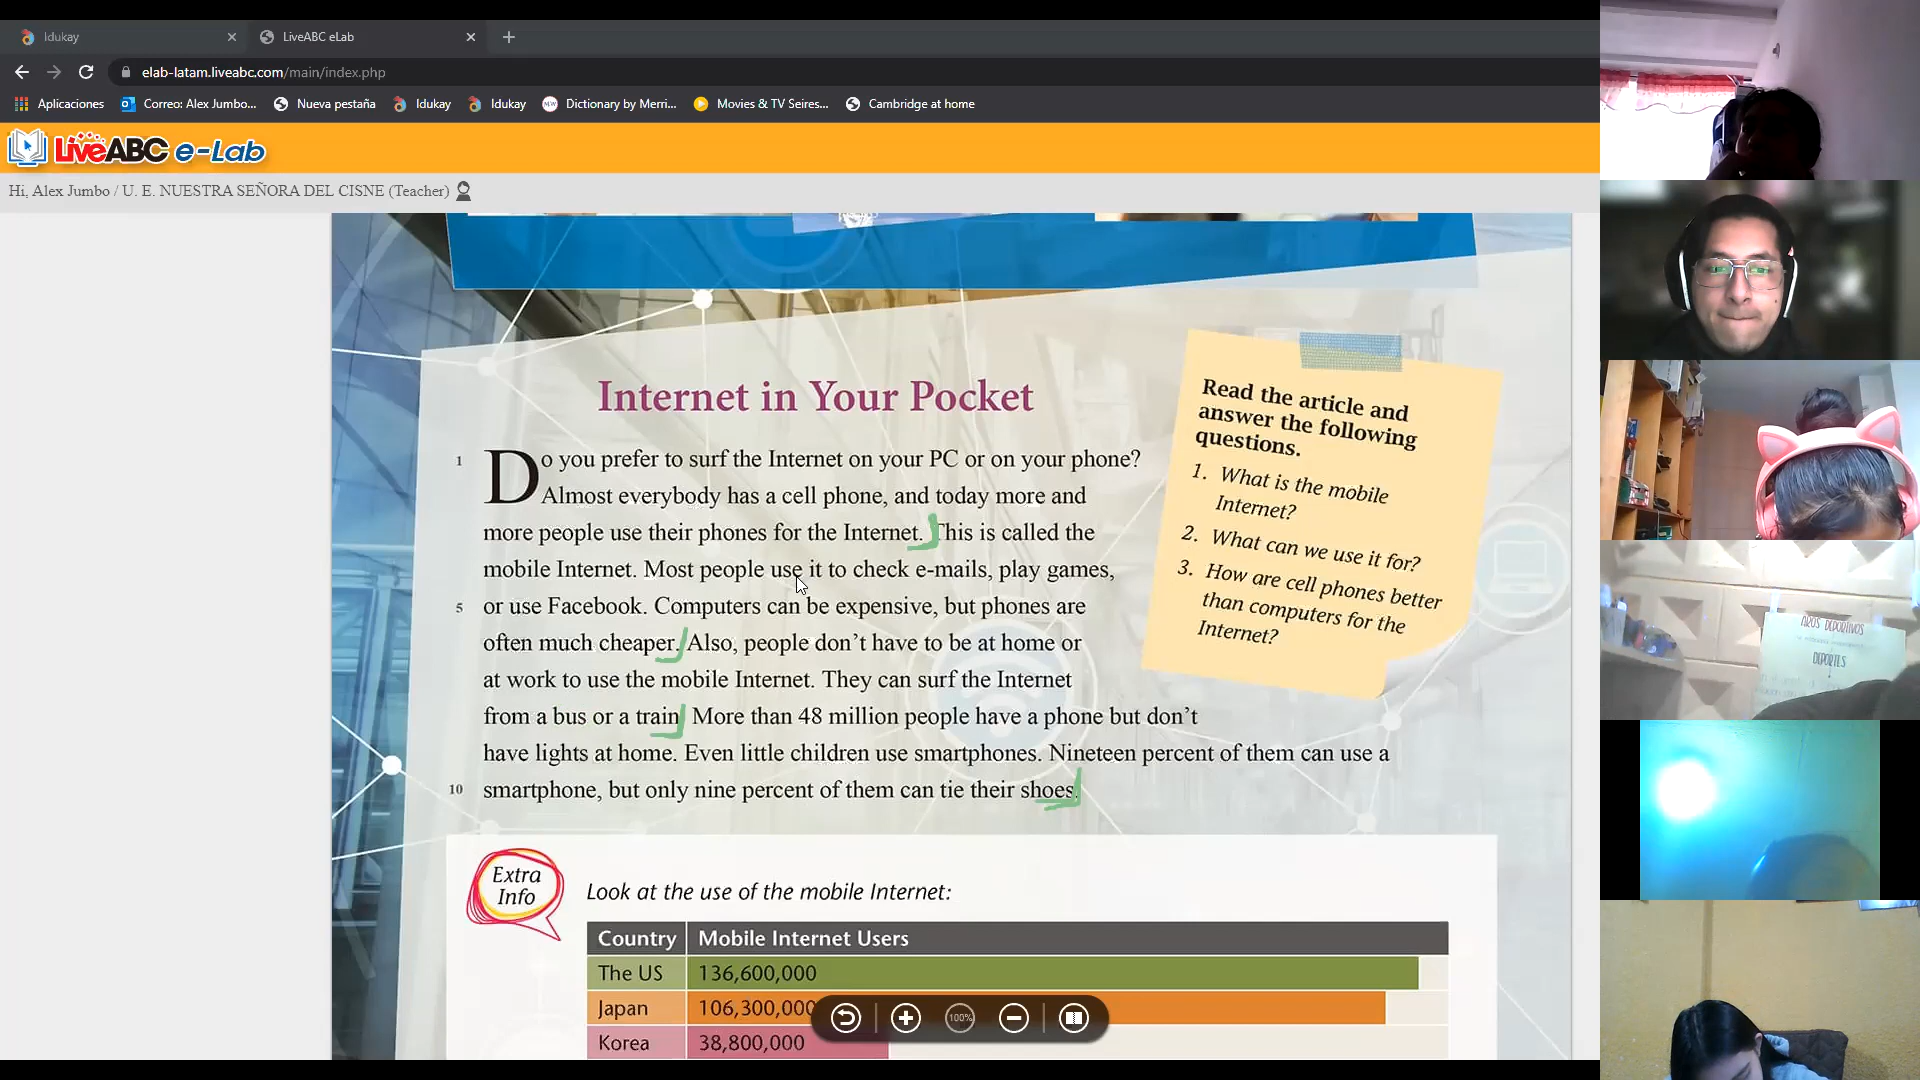 Idukay
LiveABC eLab
elab-latam.liveabc.com/main/index.php
Aplicaciones
Correo: Alex Jumbo...
Nueva pestaña
Idukay
Idukay
Dictionary by Merri...
Movies & TV Seires...
Cambridge at home
LiveABC e-Lab
Hi, Alex Jumbo / U. E. NUESTRA SEÑORA DEL CISNE (Teacher)
Internet in Your Pocket
1 Do you prefer to surf the Internet on your PC or on your phone?
Almost everybody has a cell phone, and today more and
more people use their phones for the Internet. This is called the
mobile Internet. Most people use it to check e-mails, play games,
5 or use Facebook. Computers can be expensive, but phones are
often much cheaper. Also, people don't have to be at home or
at work to use the mobile Internet. They can surf the Internet
from a bus or a train. More than 48 million people have a phone but don't
have lights at home. Even little children use smartphones. Nineteen percent of them can use a
10 smartphone, but only nine percent of them can tie their shoes.
Read the article and
answer the following
questions.
1. What is the mobile
Internet?
2. What can we use it for?
3. How are cell phones better
than computers for the
Internet?
Extra
Info
Look at the use of the mobile Internet:
Country Mobile Internet Users
The US 136,600,000
Japan 106,300,000
Korea 38,800,000
100%
DEPORTIVOS
DEPORTES